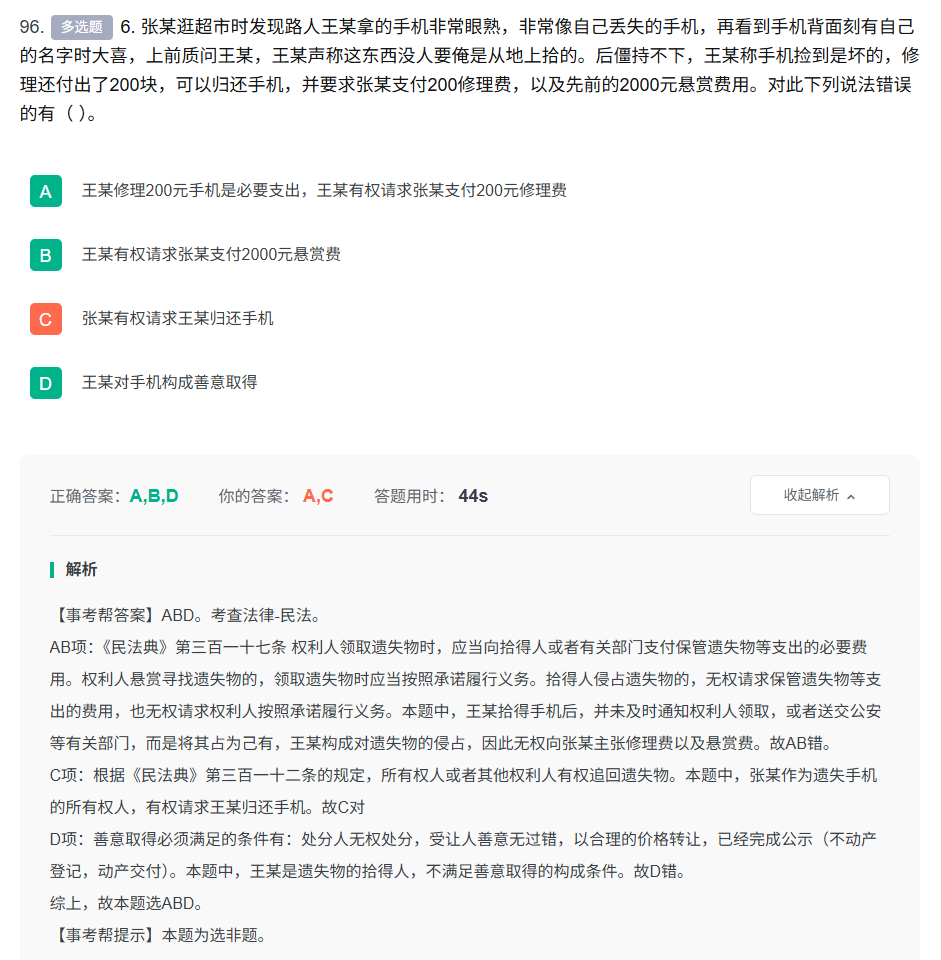 96. 多选题 6. 张某逛超市时发现路人王某拿的手机非常眼熟，非常像自己丢失的手机，再看到手机背面刻有自己
的名字时大喜，上前质问王某，王某声称这东西没人要俺是从地上拾的。后僵持不下，王某称手机捡到是坏的，修
理还付出了200块，可以归还手机，并要求张某支付200修理费，以及先前的2000元悬赏费用。对此下列说法错误
的有（ ）。
A 王某修理200元手机是必要支出，王某有权请求张某支付200元修理费
B 王某有权请求张某支付2000元悬赏费
C 张某有权请求王某归还手机
D 王某对手机构成善意取得
正确答案：A,B,D 你的答案： A,C 答题用时： 44s 收起解析
解析
【事考帮答案】ABD。考查法律-民法。
AB项：《民法典》第三百一十七条 权利人领取遗失物时，应当向拾得人或者有关部门支付保管遗失物等支出的必要费
用。权利人悬赏寻找遗失物的，领取遗失物时应当按照承诺履行义务。拾得人侵占遗失物的，无权请求保管遗失物等支
出的费用，也无权请求权利人按照承诺履行义务。本题中，王某拾得手机后，并未及时通知权利人领取，或者送交公安
等有关部门，而是将其占为己有，王某构成对遗失物的侵占，因此无权向张某主张修理费以及悬赏费。故AB错。
C项：根据《民法典》第三百一十二条的规定，所有权人或者其他权利人有权追回遗失物。本题中，张某作为遗失手机
的所有权人，有权请求王某归还手机。故C对
D项：善意取得必须满足的条件有：处分人无权处分，受让人善意无过错，以合理的价格转让，已经完成公示（不动产
登记，动产交付）。本题中，王某是遗失物的拾得人，不满足善意取得的构成条件。故D错。
综上，故本题选ABD。
【事考帮提示】本题为选非题。